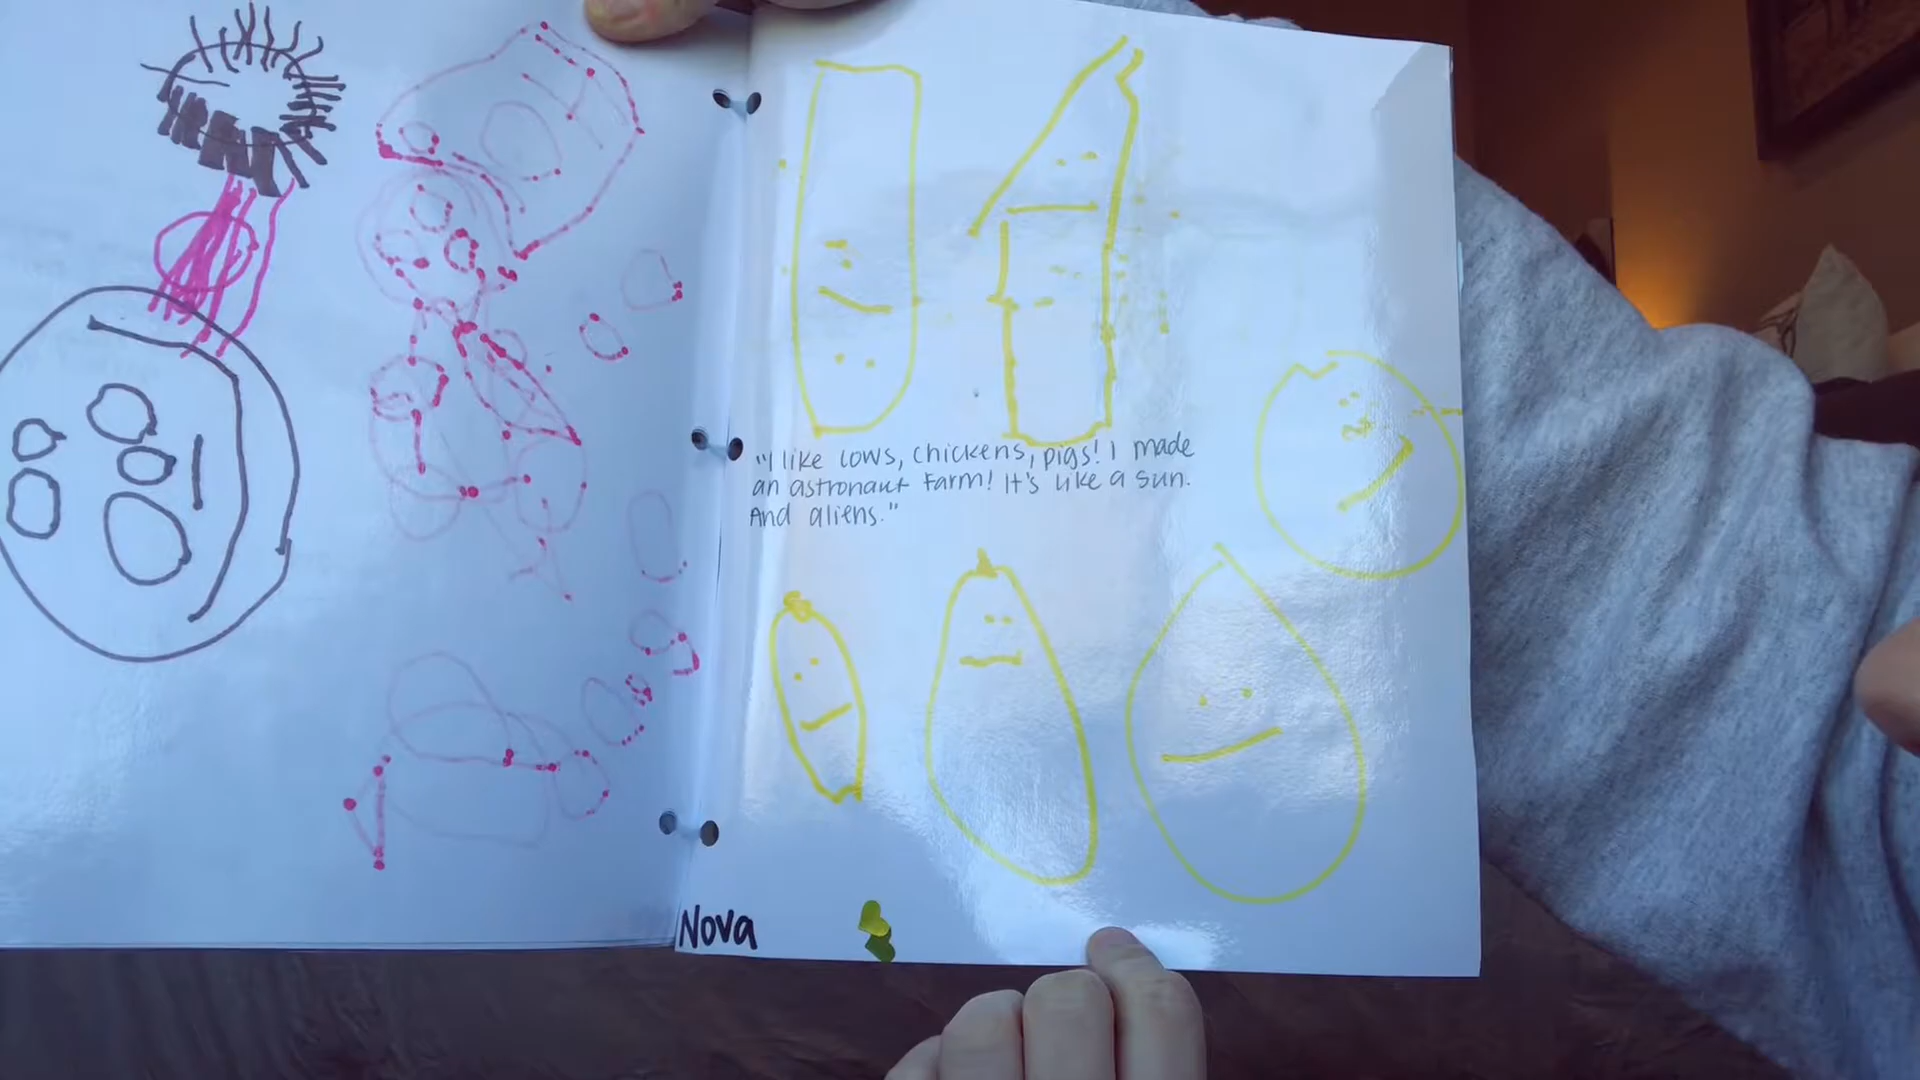 "I like cows, chickens, pigs! I made
an astronaut farm! It's like a sun.
And aliens."
Nova